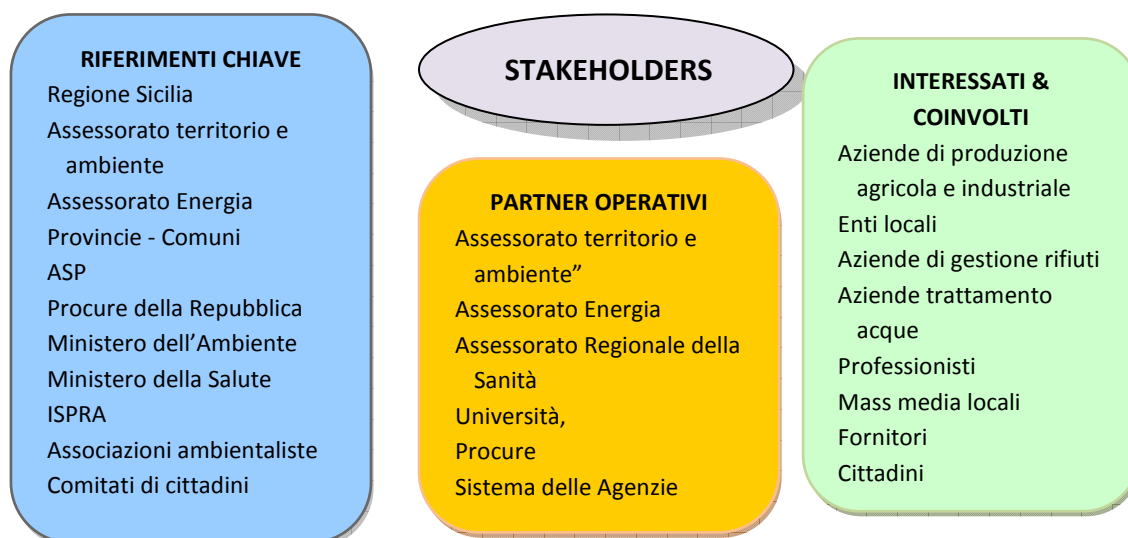 RIFERIMENTI CHIAVE
Regione Sicilia
Assessorato territorio e
ambiente
Assessorato Energia
Provincie - Comuni
ASP
Procure della Repubblica
Ministero dell’Ambiente
Ministero della Salute
ISPRA
Associazioni ambientaliste
Comitati di cittadini
STAKEHOLDERS
PARTNER OPERATIVI
Assessorato territorio e
ambiente”
Assessorato Energia
Assessorato Regionale della
Sanità
Università,
Procure
Sistema delle Agenzie
INTERESSATI &
COINVOLTI
Aziende di produzione
agricola e industriale
Enti locali
Aziende di gestione rifiuti
Aziende trattamento
acque
Professionisti
Mass media locali
Fornitori
Cittadini